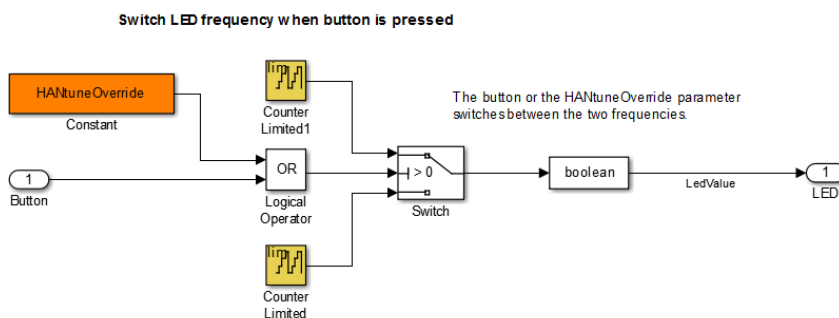 Switch LED frequency when button is pressed
HANtuneOverride
Constant
lim
Counter
Limited1
The button or the HANtuneOverride parameter
switches between the two frequencies.
1
Button
OR
Logical
Operator
> 0
Switch
boolean
LedValue
1
LED
lim
Counter
Limited